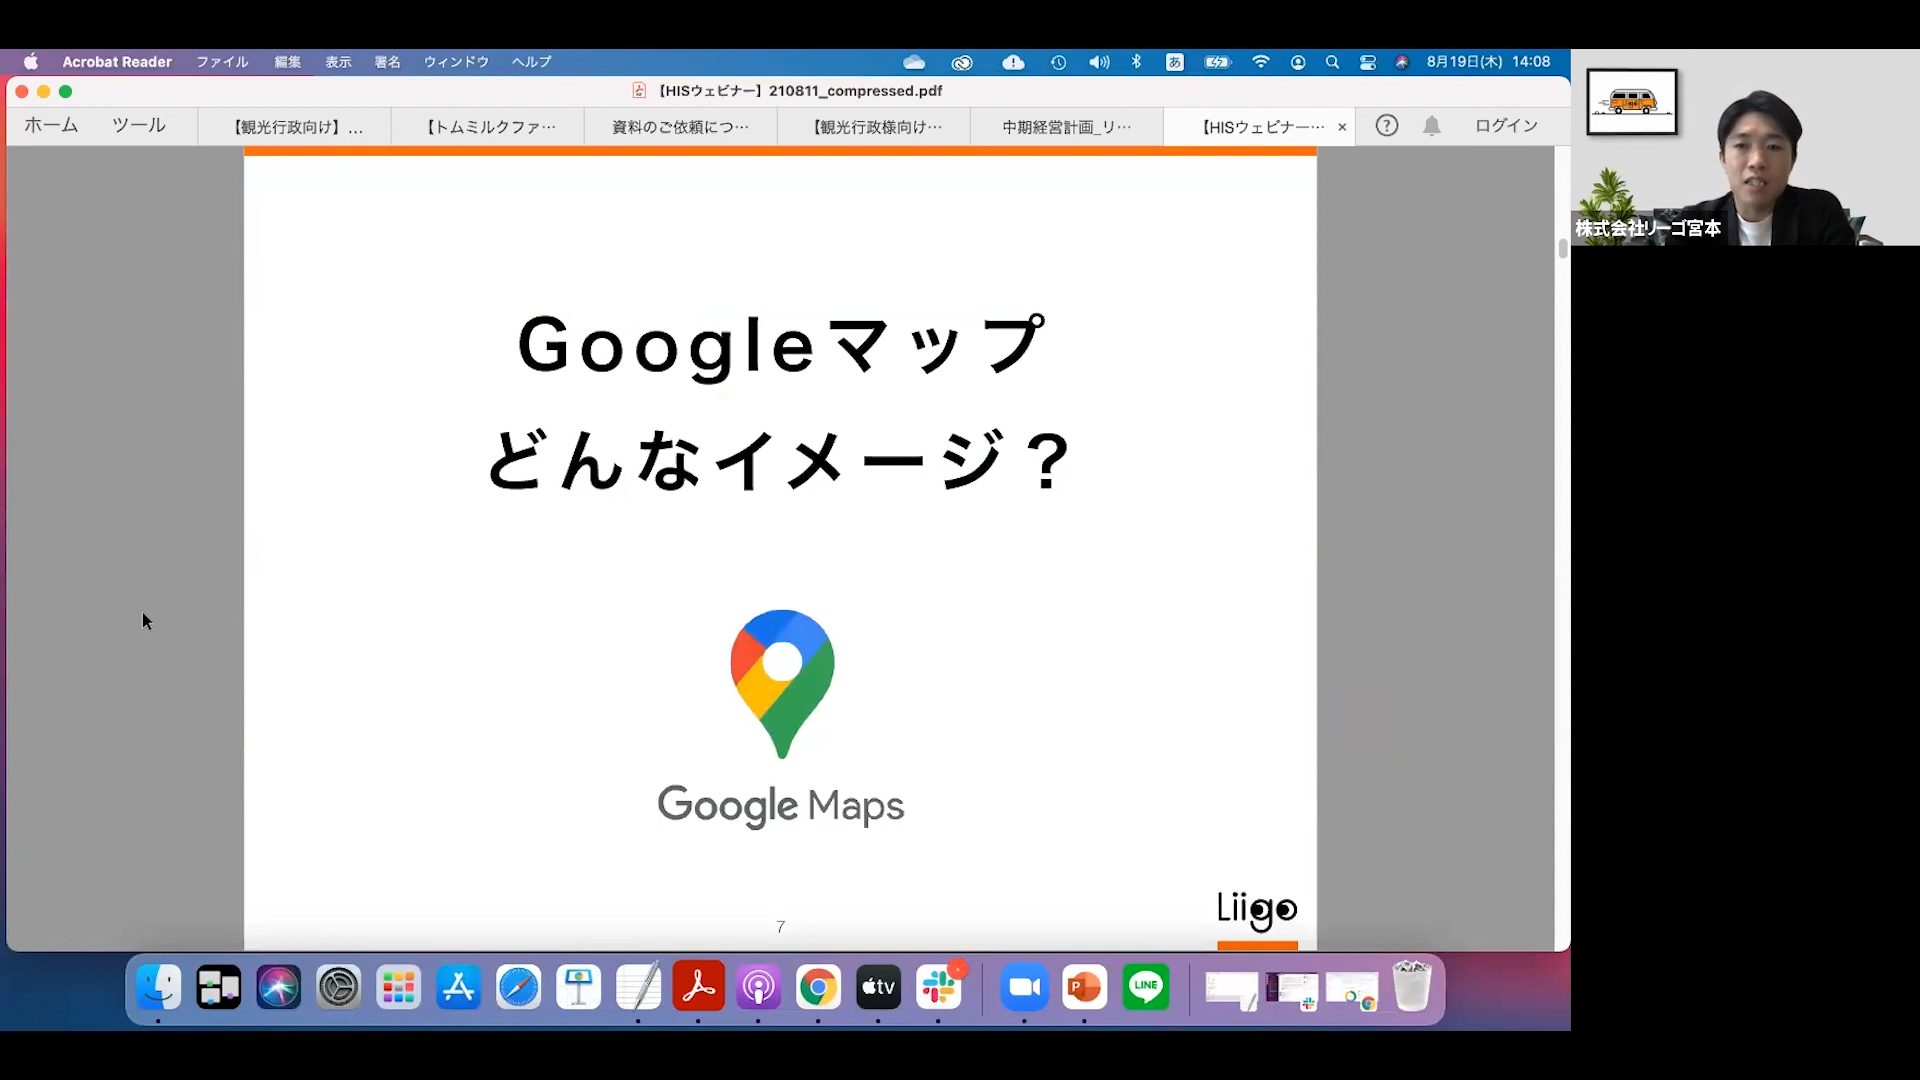 Acrobat Reader ファイル 編集 表示 署名 ウィンドウ ヘルプ あ 8月19日(木) 14:08
【HISウェビナー】210811_compressed.pdf
ホーム ツール 【観光行政向け】... 【トムミルクファ… 資料のご依頼につ… 【観光行政様向け… 中期経営計画_リ… 【HISウェビナー… × ? ログイン
株式会社リーゴ宮本
Googleマップ
どんなイメージ？
Google Maps
Liigo
7
tv
P
LINE